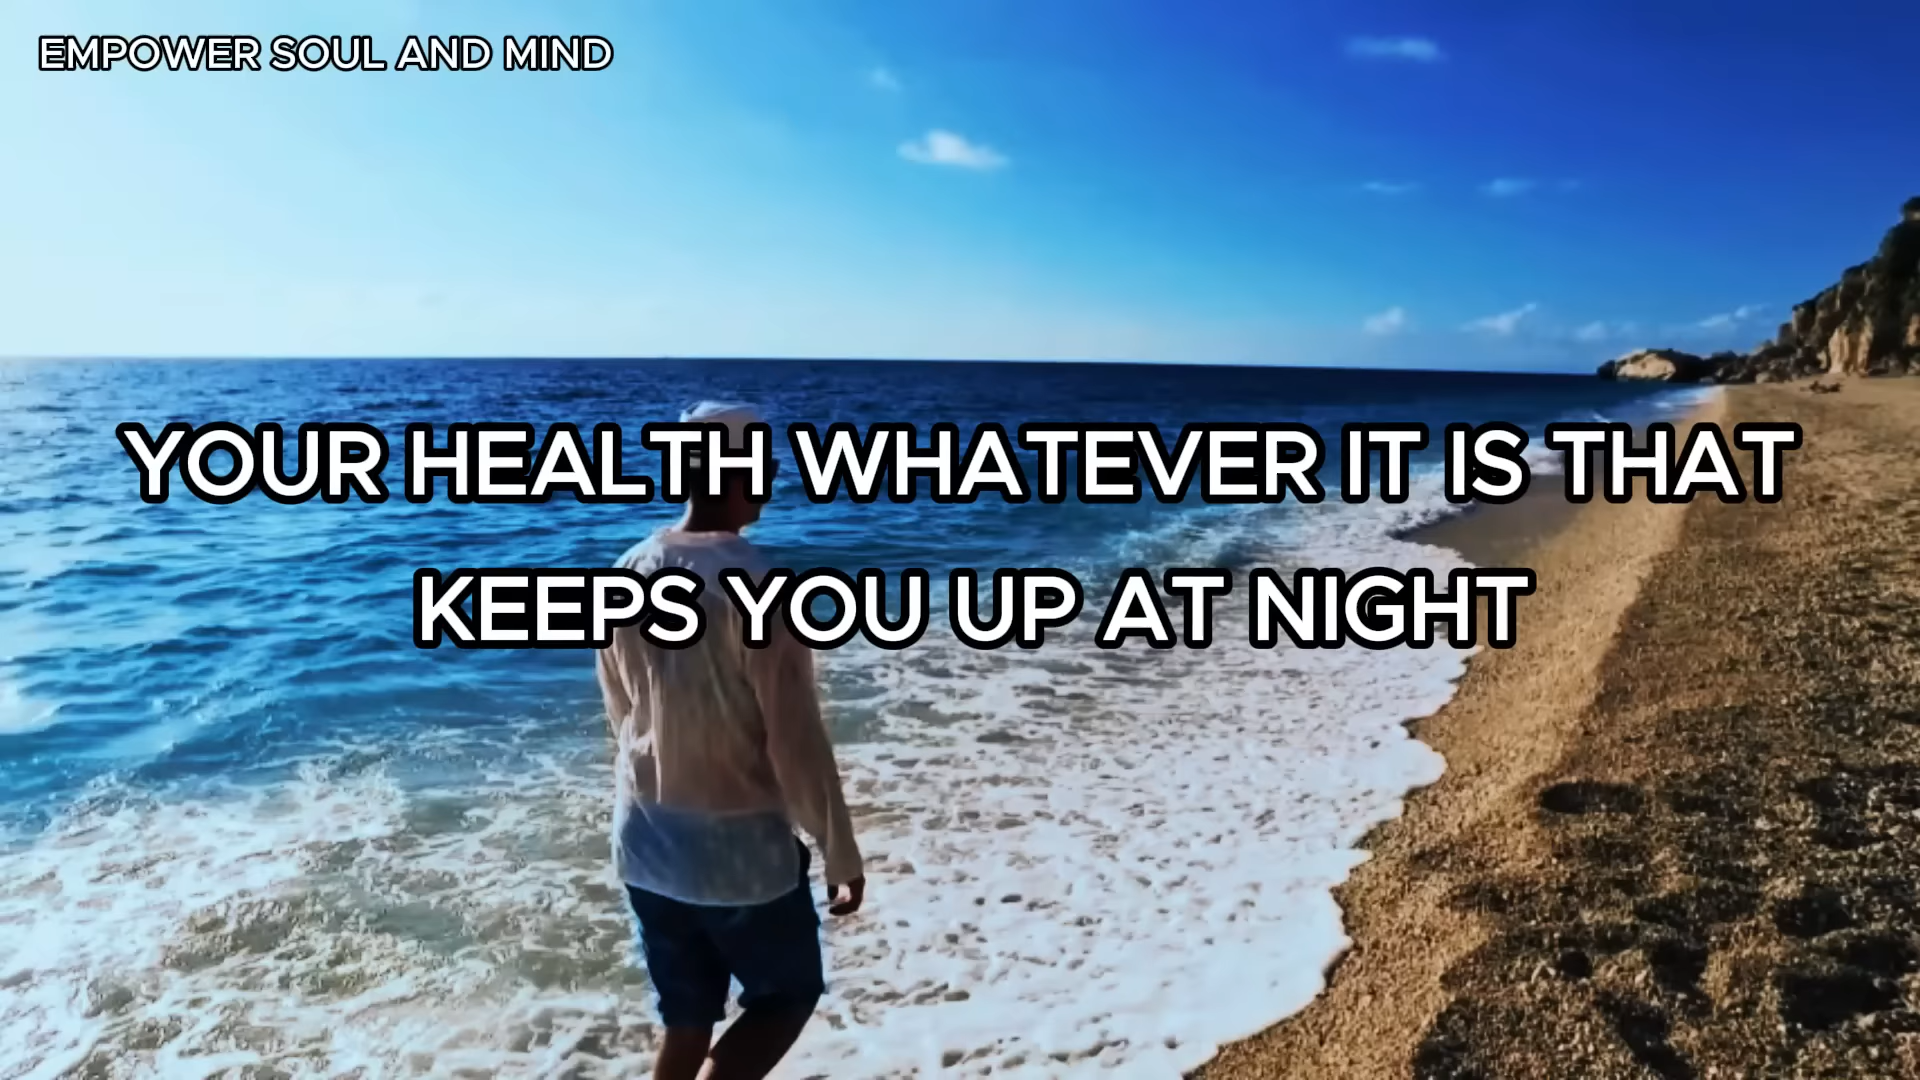 EMPOWER SOUL AND MIND
YOUR HEALTH WHATEVER IT IS THAT
KEEPS YOU UP AT NIGHT